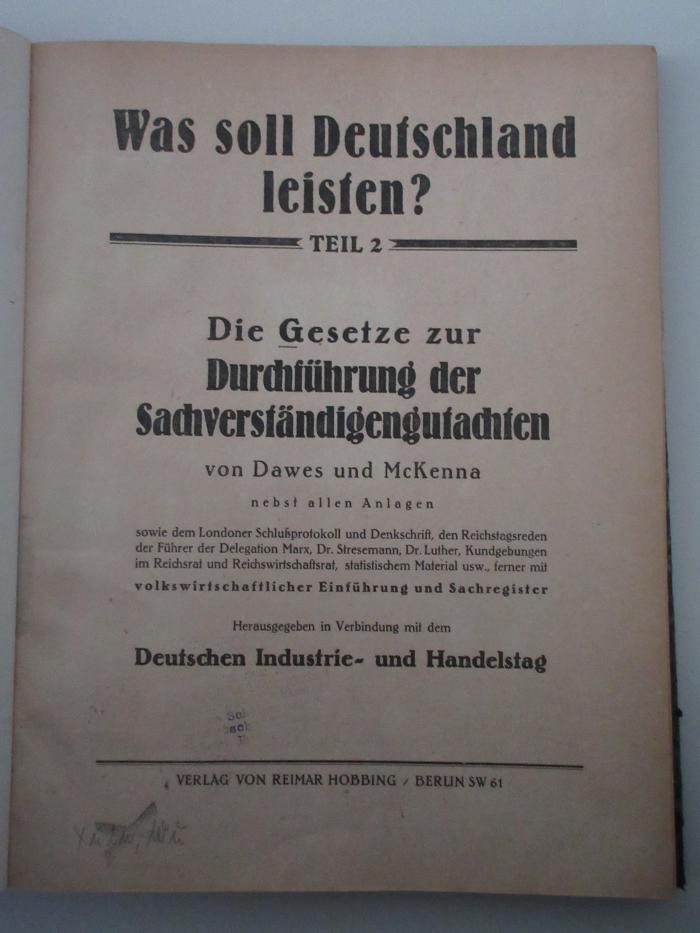 Was soll Deutschland
leisten?
TEIL 2
Die Gesetze zur
Durchführung der
Sachverständigengutachten
von Dawes und McKenna
nebst allen Anlagen
sowie dem Londoner Schlußprotokoll und Denkschrift, den Reichstagsreden
der Führer der Delegation Marx, Dr. Stresemann, Dr. Luther, Kundgebungen
im Reichsrat und Reichswirtschaftsrat, statistischem Material usw., ferner mit
volkswirtschaftlicher Einführung und Sachregister
Herausgegeben in Verbindung mit dem
Deutschen Industrie- und Handelstag
VERLAG VON REIMAR HOBBING / BERLIN SW 61